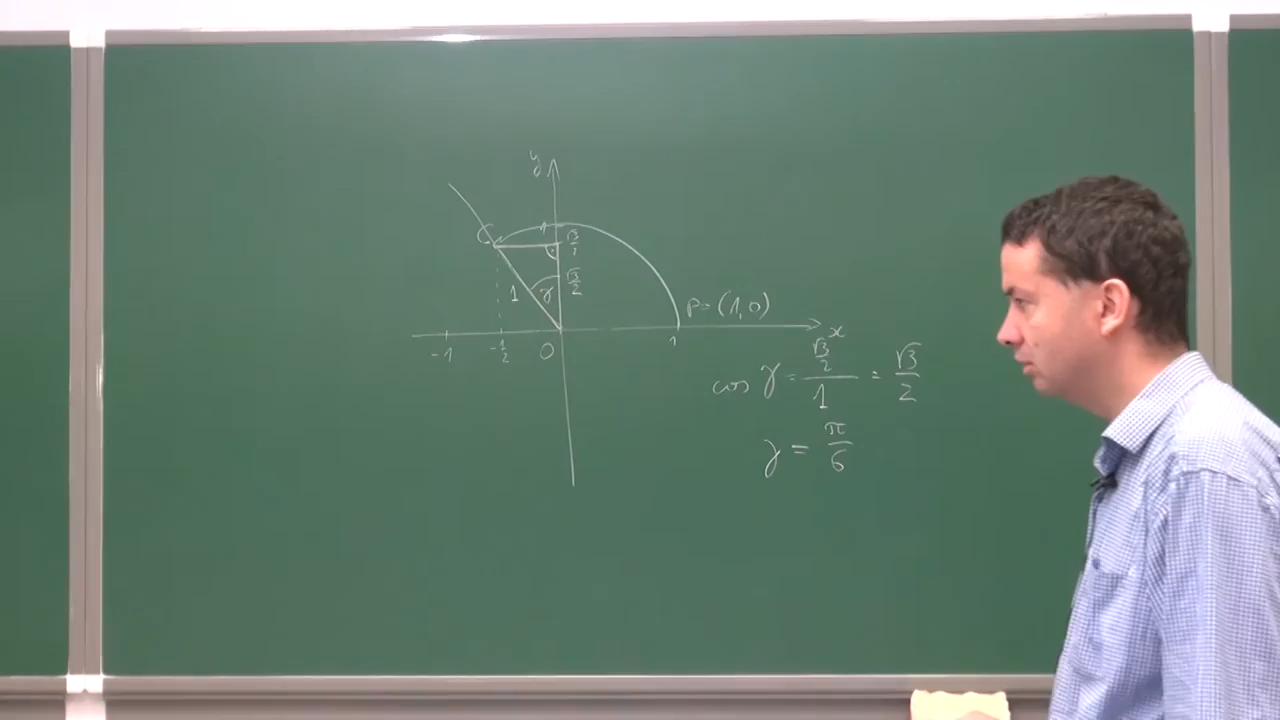 y
C
1
√3/2
√3/2
1
γ
P = (1,0)
-1
-1/2
0
1
x
cos γ = (√3/2)/1 = √3/2
γ = π/6